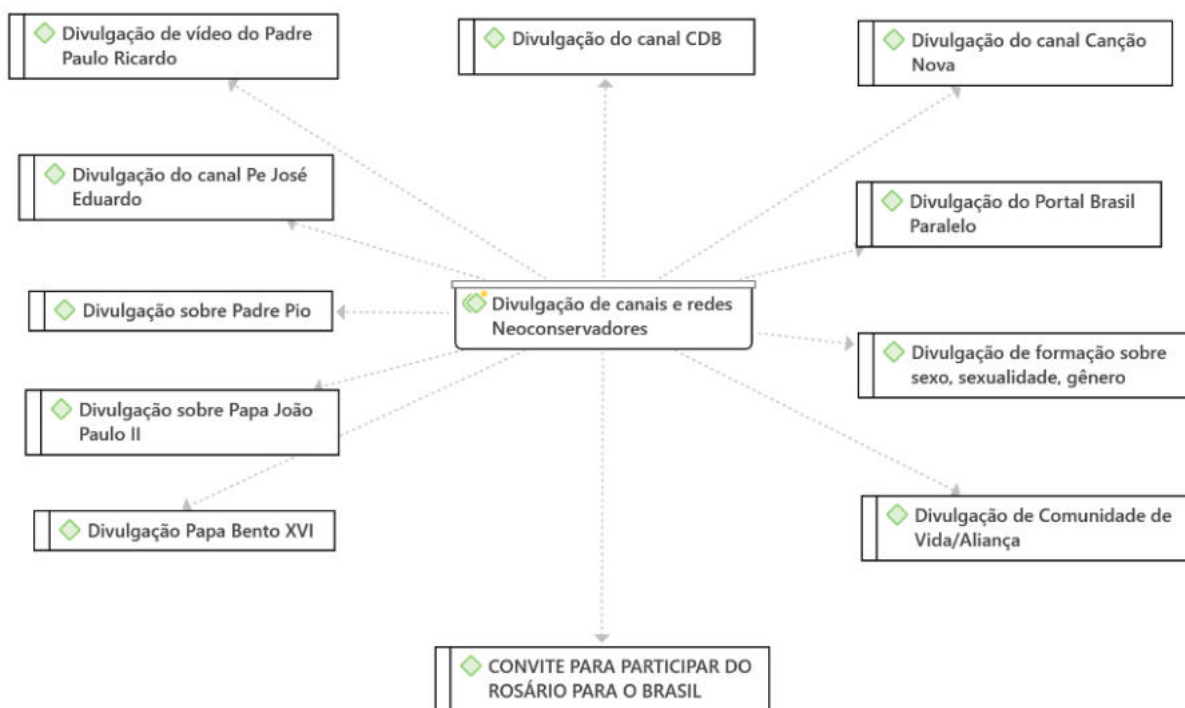 Divulgação de vídeo do Padre
Paulo Ricardo
Divulgação do canal CDB
Divulgação do canal Canção
Nova
Divulgação do canal Pe José
Eduardo
Divulgação do Portal Brasil
Paralelo
Divulgação sobre Padre Pio
Divulgação de canais e redes
Neoconservadores
Divulgação de formação sobre
sexo, sexualidade, gênero
Divulgação sobre Papa João
Paulo II
Divulgação Papa Bento XVI
Divulgação de Comunidade de
Vida/Aliança
CONVITE PARA PARTICIPAR DO
ROSÁRIO PARA O BRASIL